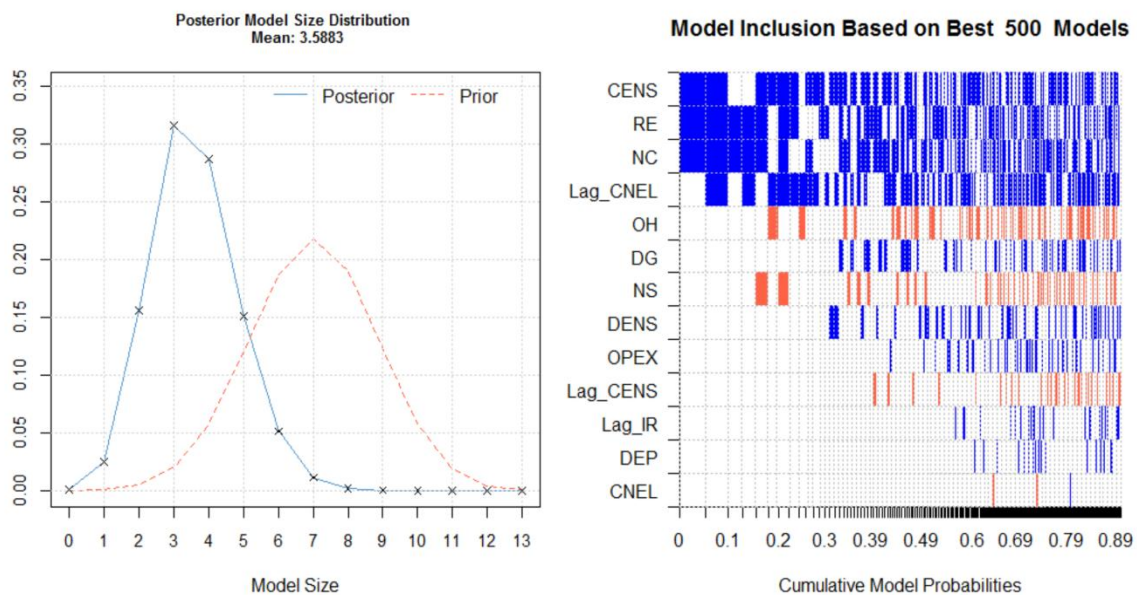 Posterior Model Size Distribution
Mean: 3.5883
0.35
0.30
0.25
0.20
0.15
0.10
0.05
0.00
Posterior
Prior
0 1 2 3 4 5 6 7 8 9 10 11 12 13
Model Size
Model Inclusion Based on Best 500 Models
CENS
RE
NC
Lag_CNEL
OH
DG
NS
DENS
OPEX
Lag_CENS
Lag_IR
DEP
CNEL
0 0.1 0.2 0.3 0.39 0.49 0.6 0.69 0.79 0.89
Cumulative Model Probabilities